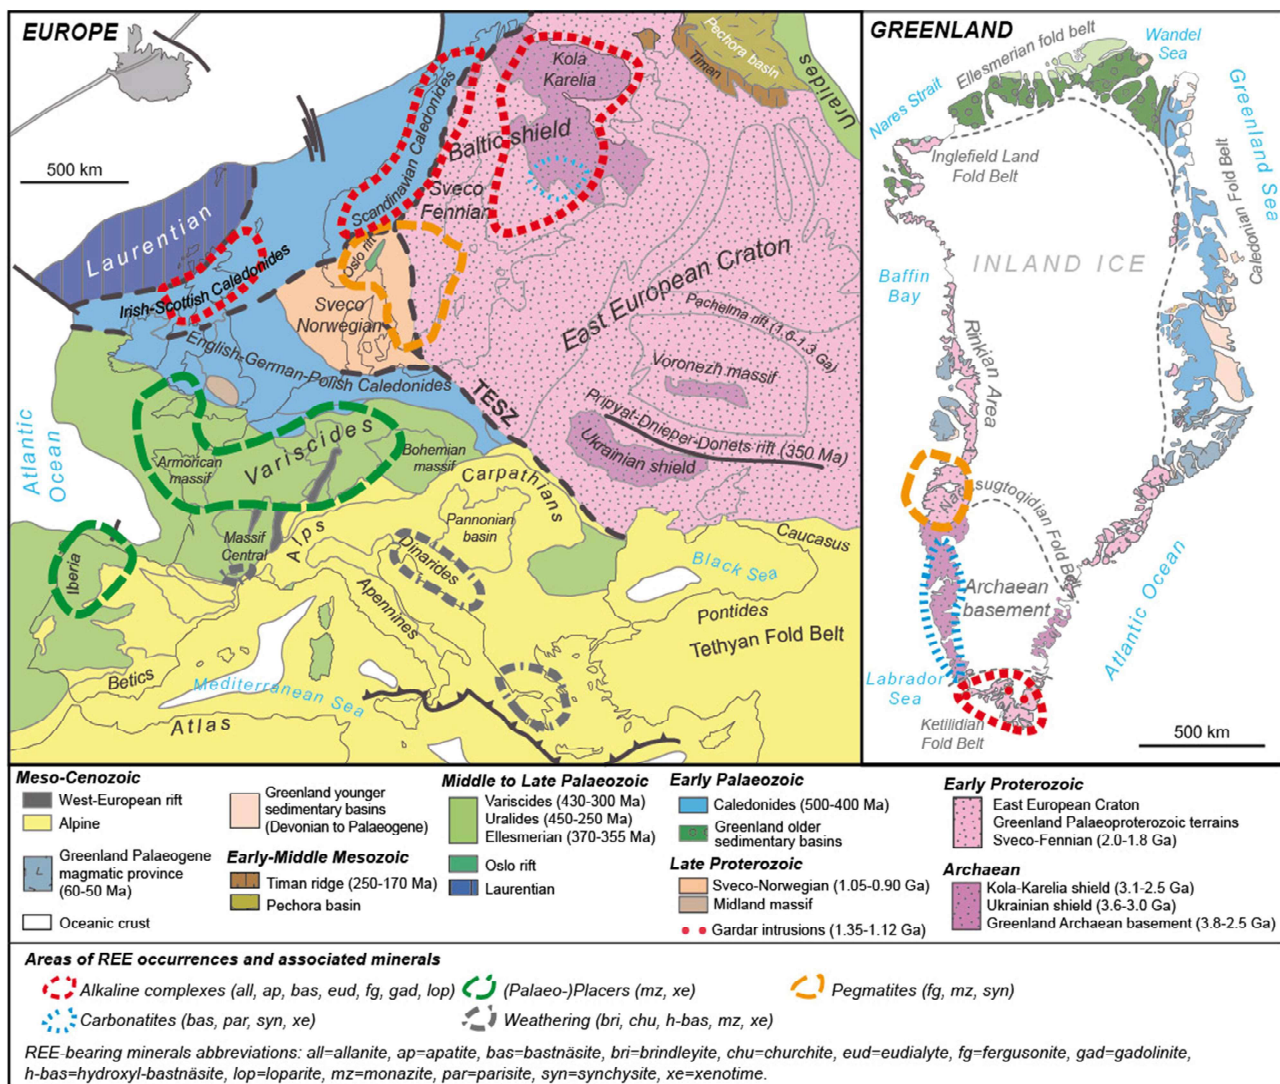 EUROPE
500 km
Laurentian
Irish-Scottish Caledonides
Scandinavian Caledonides
Kola
Karelia
Baltic shield
Sveco
Fennian
Timan
Pechora basin
Uralides
Oslo rift
Sveco
Norwegian
English-German-Polish Caledonides
East European Craton
Pachelma rift (1.6-1.3 Ga)
Voronezh massif
TESZ
Pripyat-Dnieper-Donets rift (350 Ma)
Ukrainian shield
Atlantic
Ocean
Variscides
Armorican
massif
Bohemian
massif
Massif
Central
Iberia
Alps
Carpathians
Pannonian
basin
Dinarides
Apennines
Caucasus
Black Sea
Pontides
Tethyan Fold Belt
Betics
Mediterranean Sea
Atlas
GREENLAND
Ellesmerian fold belt
Wandel
Sea
Nares Strait
Greenland Sea
Inglefield Land
Fold Belt
Caledonian Fold Belt
INLAND ICE
Baffin
Bay
Rinkian Area
Nagssugtoqidian Fold Belt
Archaean
basement
Atlantic Ocean
Labrador
Sea
Ketilidian
Fold Belt
500 km
Meso-Cenozoic
West-European rift
Alpine
Greenland Palaeogene
magmatic province
(60-50 Ma)
Oceanic crust
Greenland younger
sedimentary basins
(Devonian to Palaeogene)
Early-Middle Mesozoic
Timan ridge (250-170 Ma)
Pechora basin
Middle to Late Palaeozoic
Variscides (430-300 Ma)
Uralides (450-250 Ma)
Ellesmerian (370-355 Ma)
Oslo rift
Laurentian
Early Palaeozoic
Caledonides (500-400 Ma)
Greenland older
sedimentary basins
Late Proterozoic
Sveco-Norwegian (1.05-0.90 Ga)
Midland massif
Gardar intrusions (1.35-1.12 Ga)
Early Proterozoic
East European Craton
Greenland Palaeoproterozoic terrains
Sveco-Fennian (2.0-1.8 Ga)
Archaean
Kola-Karelia shield (3.1-2.5 Ga)
Ukrainian shield (3.6-3.0 Ga)
Greenland Archaean basement (3.8-2.5 Ga)
Areas of REE occurrences and associated minerals
Alkaline complexes (all, ap, bas, eud, fg, gad, lop)
(Palaeo-)Placers (mz, xe)
Pegmatites (fg, mz, syn)
Carbonatites (bas, par, syn, xe)
Weathering (bri, chu, h-bas, mz, xe)
REE-bearing minerals abbreviations: all=allanite, ap=apatite, bas=bastnäsite, bri=brindleyite, chu=churchite, eud=eudialyte, fg=fergusonite, gad=gadolinite,
h-bas=hydroxyl-bastnäsite, lop=loparite, mz=monazite, par=parisite, syn=synchysite, xe=xenotime.